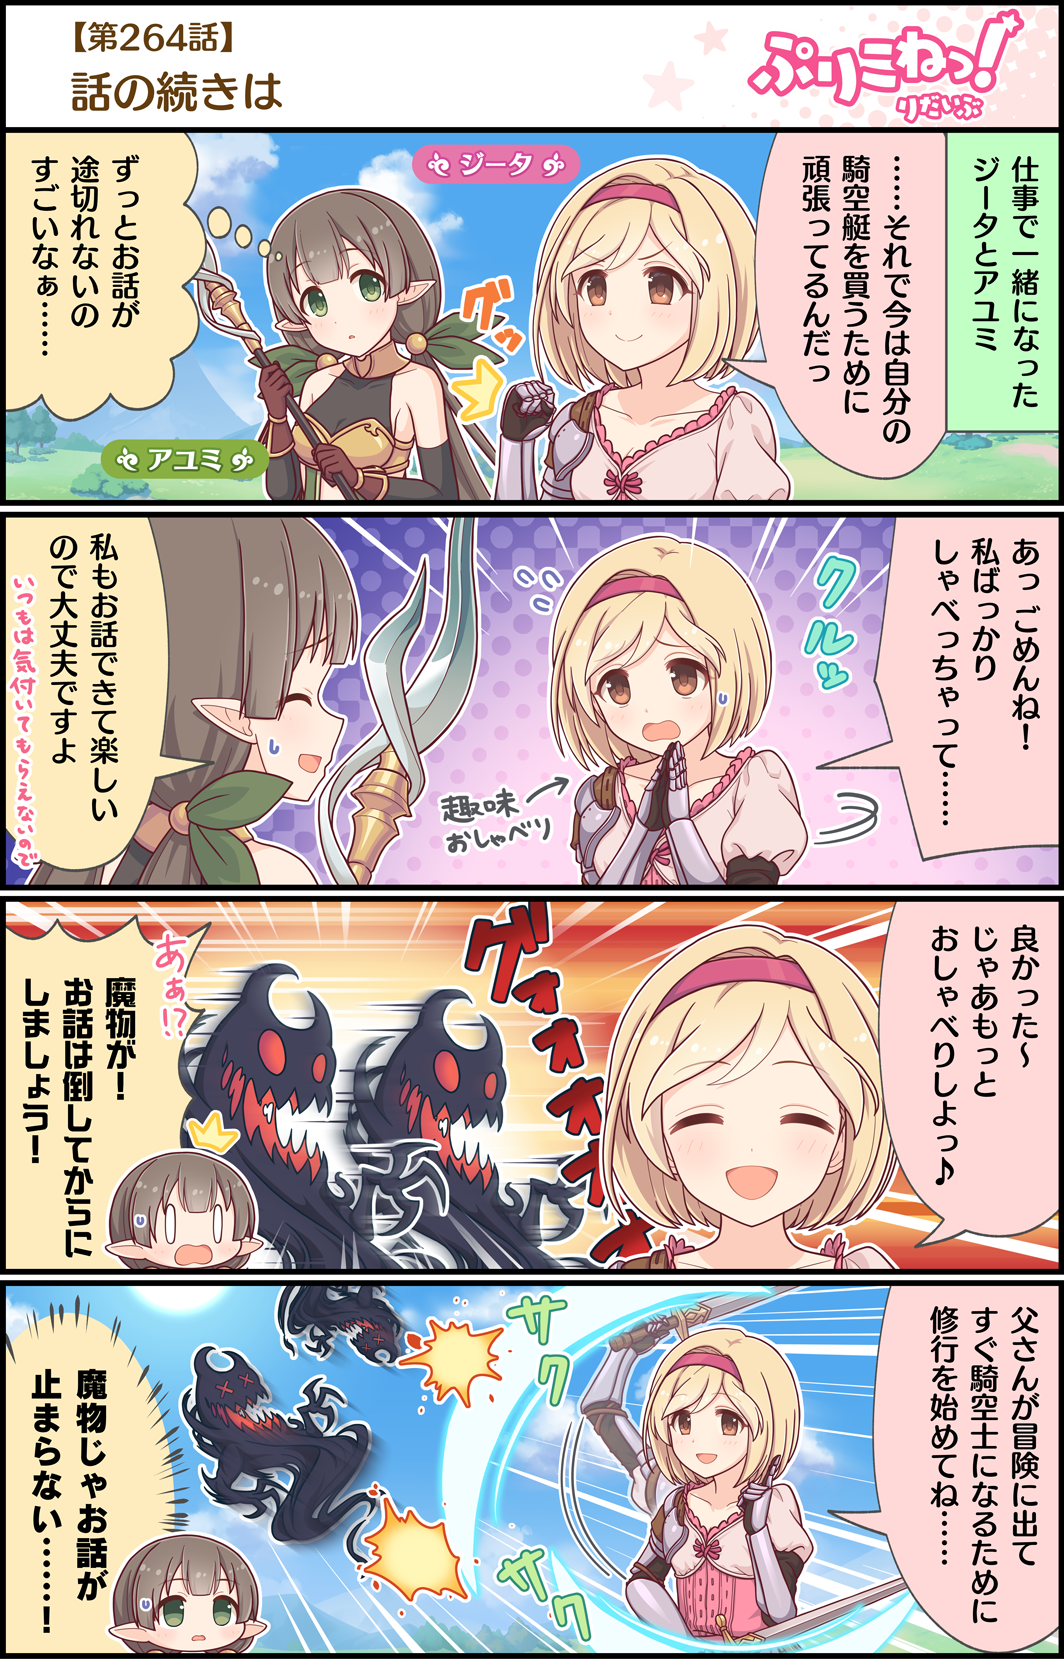 【第264話】
話の続きは
ぷりこねっ!
りだいぶ
仕事で一緒になった
ジータとアユミ
……それで今は自分の
騎空艇を買うために
頑張ってるんだっ
ジータ
グッ
ずっとお話が
途切れないの
すごいなぁ……
アユミ
あっごめんね！
私ばっかり
しゃべっちゃって……
クルッ
趣味
おしゃべり
私もお話できて楽しい
ので大丈夫ですよ
いつもは気付いてもらえないので
良かった～
じゃあもっと
おしゃべりしよっ♪
グォオオオオ
あぁ!?
魔物が！
お話は倒してからに
しましょう！
父さんが冒険に出て
すぐ騎空士になるために
修行を始めてね……
サクッ
サクッ
魔物じゃお話が
止まらない……！